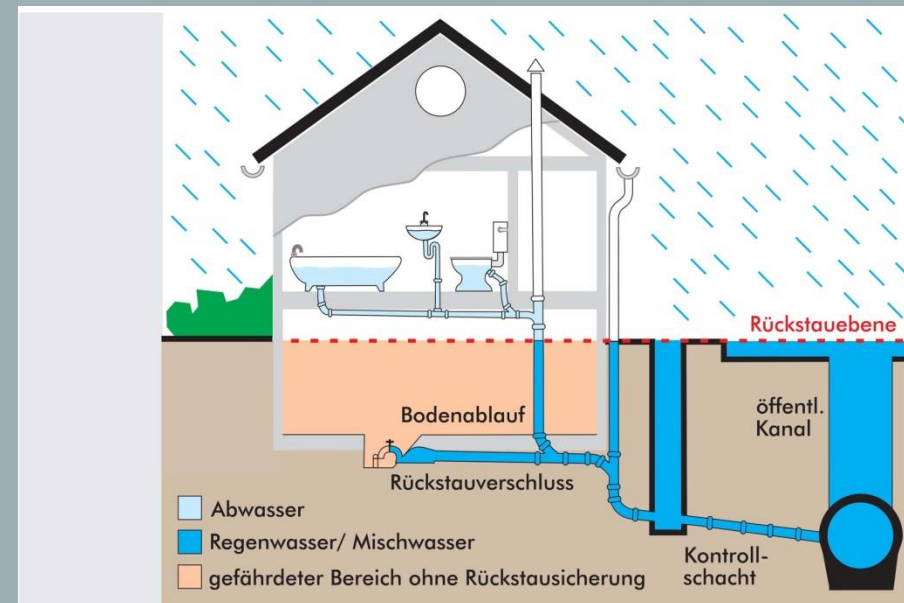 Rückstauebene
öffentl.
Kanal
Bodenablauf
Rückstauverschluss
Kontroll-
schacht
Abwasser
Regenwasser/ Mischwasser
gefährdeter Bereich ohne Rückstausicherung